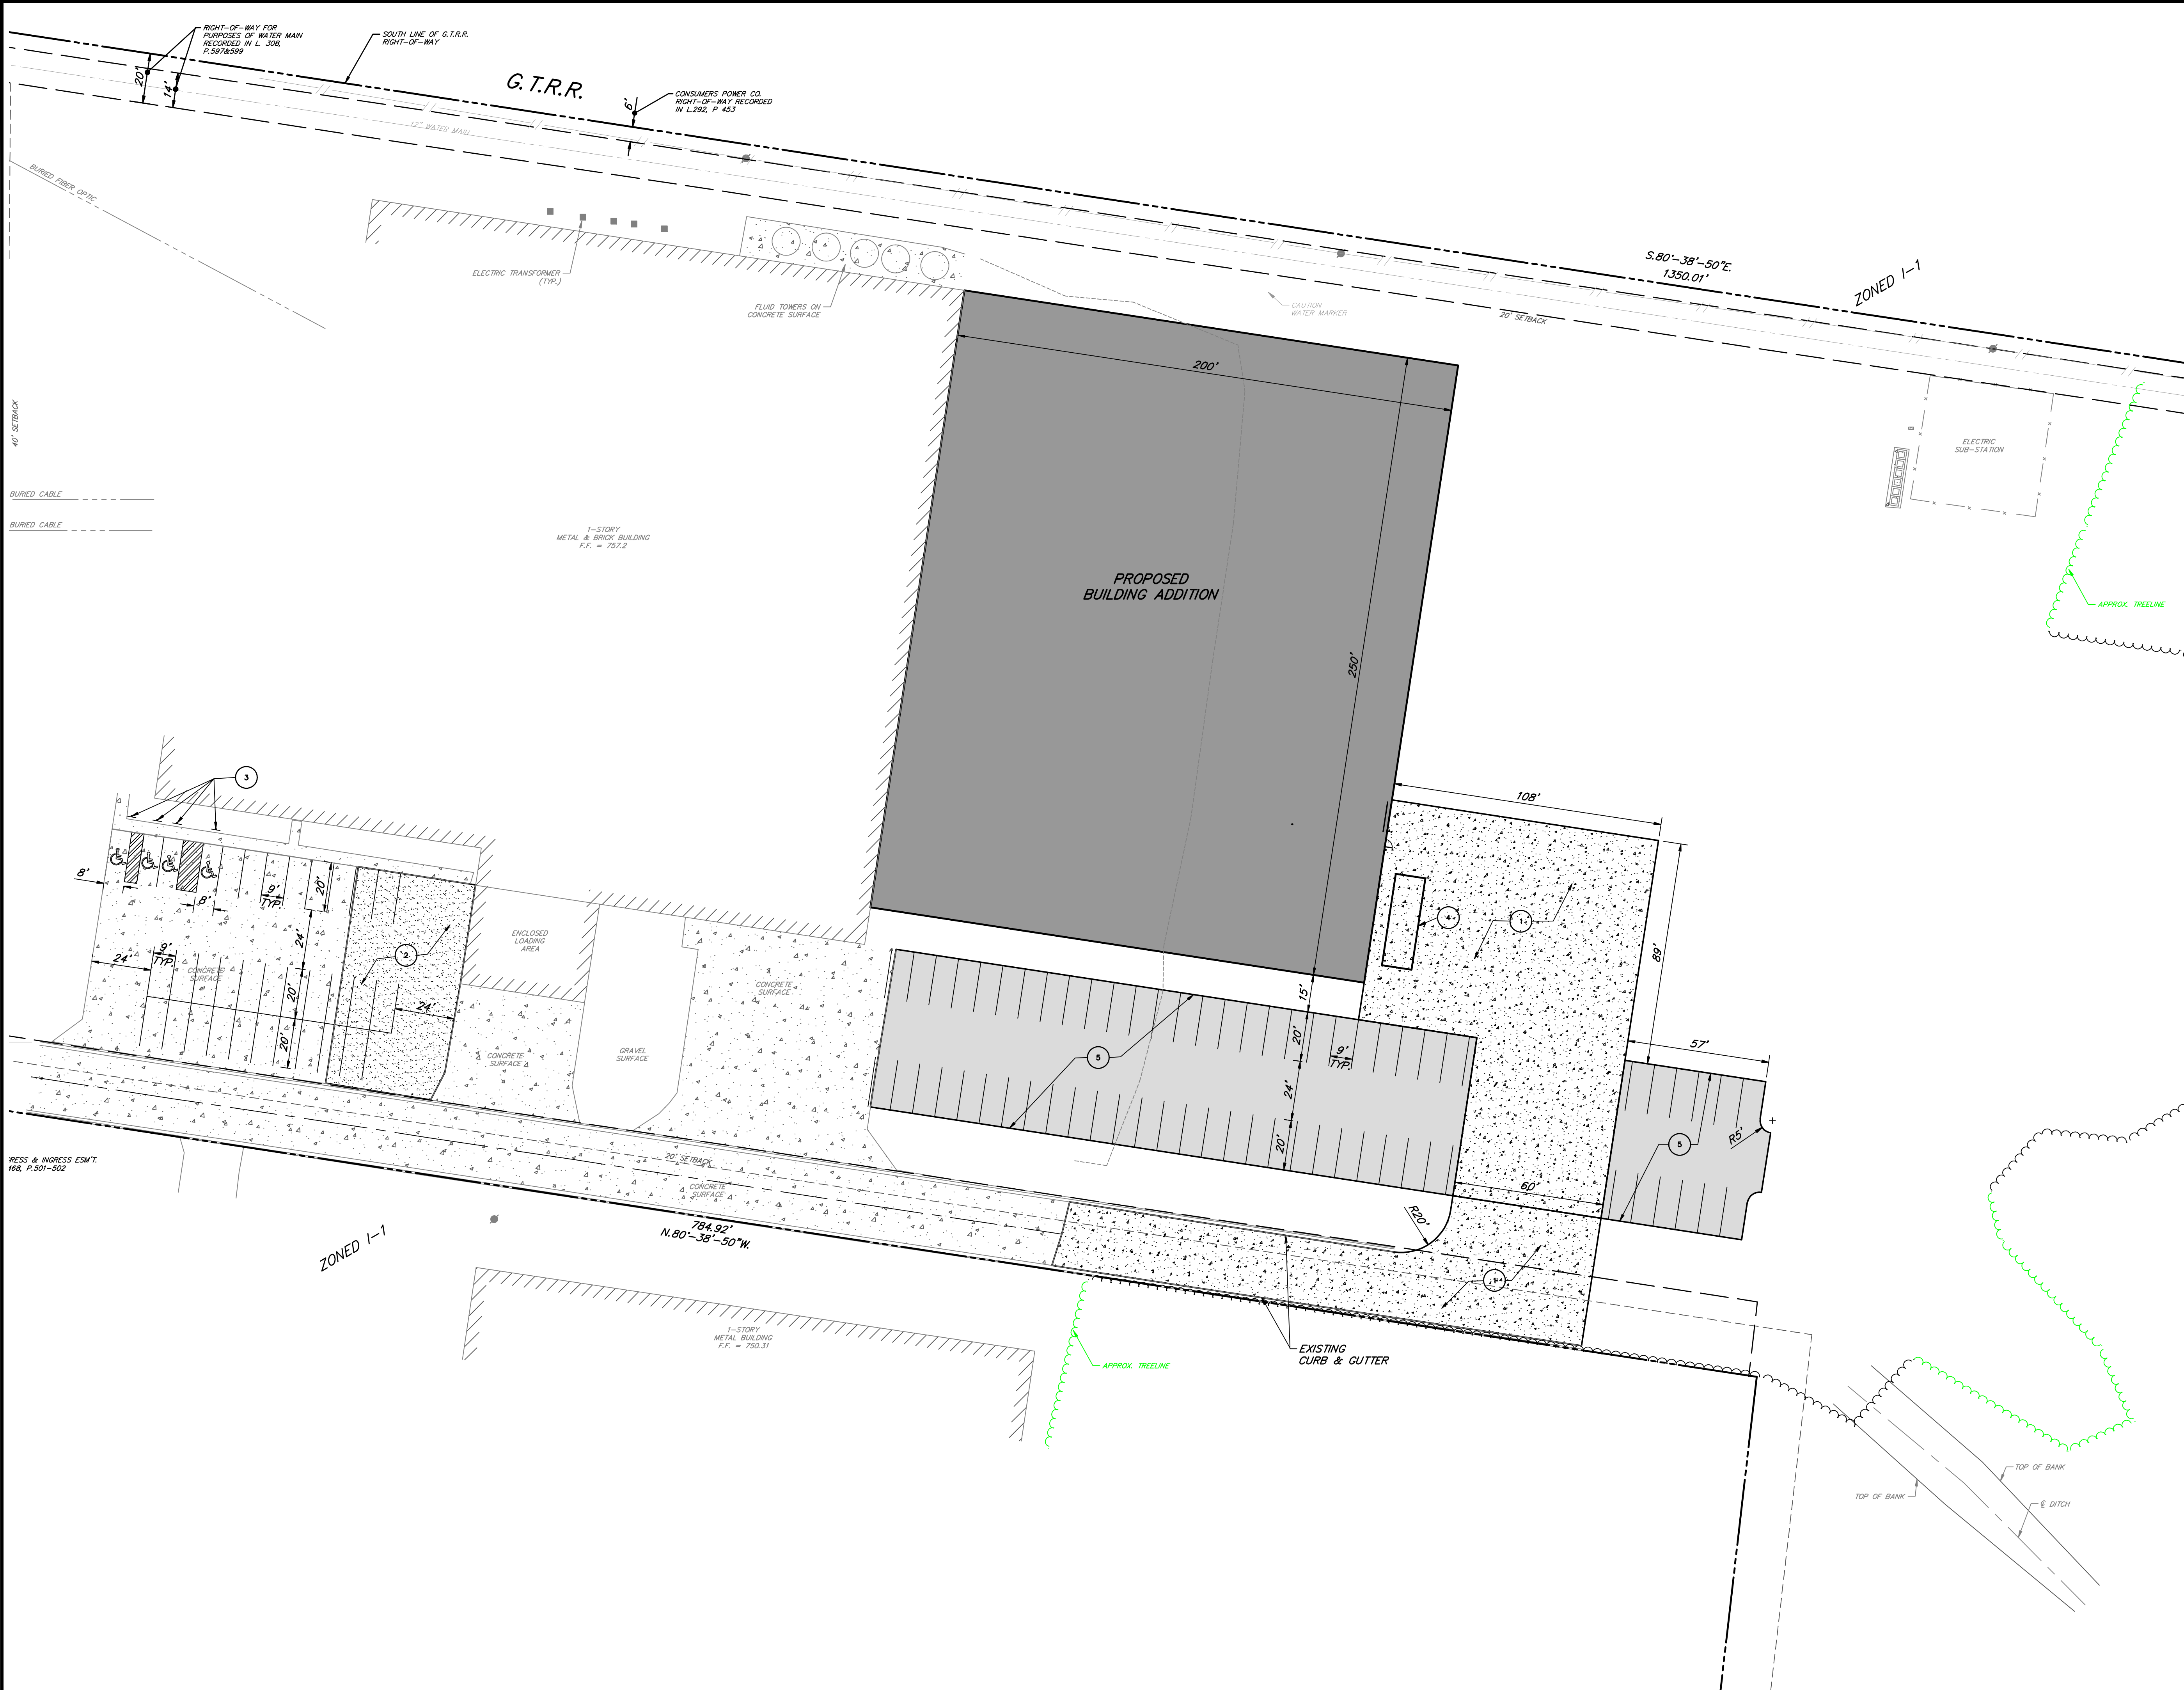 RIGHT-OF-WAY FOR
PURPOSES OF WATER MAIN
RECORDED IN L. 308,
P.597&599
SOUTH LINE OF G.T.R.R.
RIGHT-OF-WAY
20'
14'
G.T.R.R.
6'
CONSUMERS POWER CO.
RIGHT-OF-WAY RECORDED
IN L.292, P 453
12" WATER MAIN
BURIED FIBER OPTIC
ELECTRIC TRANSFORMER
(TYP.)
FLUID TOWERS ON
CONCRETE SURFACE
CAUTION
WATER MARKER
S.80°-38'-50"E.
1350.01'
ZONED I-1
20' SETBACK
200'
40' SETBACK
ELECTRIC
SUB-STATION
BURIED CABLE
BURIED CABLE
1-STORY
METAL & BRICK BUILDING
F.F. = 757.2
PROPOSED
BUILDING ADDITION
250'
APPROX. TREELINE
3
108'
8'
8'
9'
TYP.
20'
24'
9'
TYP.
24'
CONCRETE
SURFACE
20'
20'
2
24'
ENCLOSED
LOADING
AREA
CONCRETE
SURFACE
GRAVEL
SURFACE
CONCRETE
SURFACE
4
1
89'
15'
20'
9'
TYP.
24'
20'
5
57'
R5'
5
60'
R20'
1
RESS & INGRESS ESM'T.
168, P.501-502
20' SETBACK
CONCRETE
SURFACE
784.92'
N.80°-38'-50"W.
ZONED I-1
1-STORY
METAL BUILDING
F.F. = 750.31
APPROX. TREELINE
EXISTING
CURB & GUTTER
TOP OF BANK
TOP OF BANK
℄ DITCH